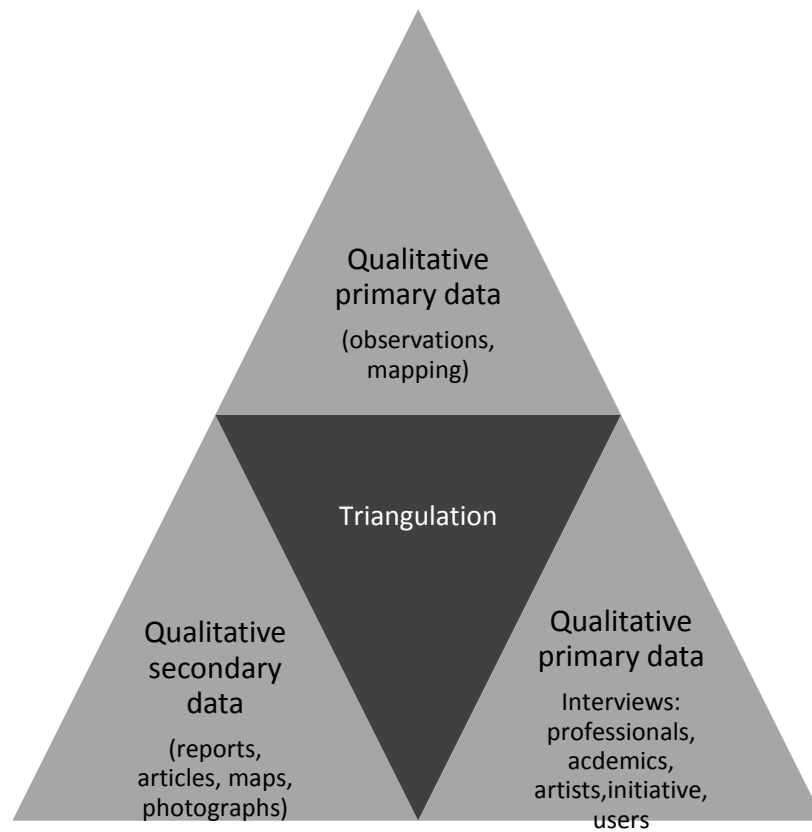 Qualitative
primary data
(observations,
mapping)
Triangulation
Qualitative
secondary
data
(reports,
articles, maps,
photographs)
Qualitative
primary data
Interviews:
professionals,
acdemics,
artists,initiative,
users